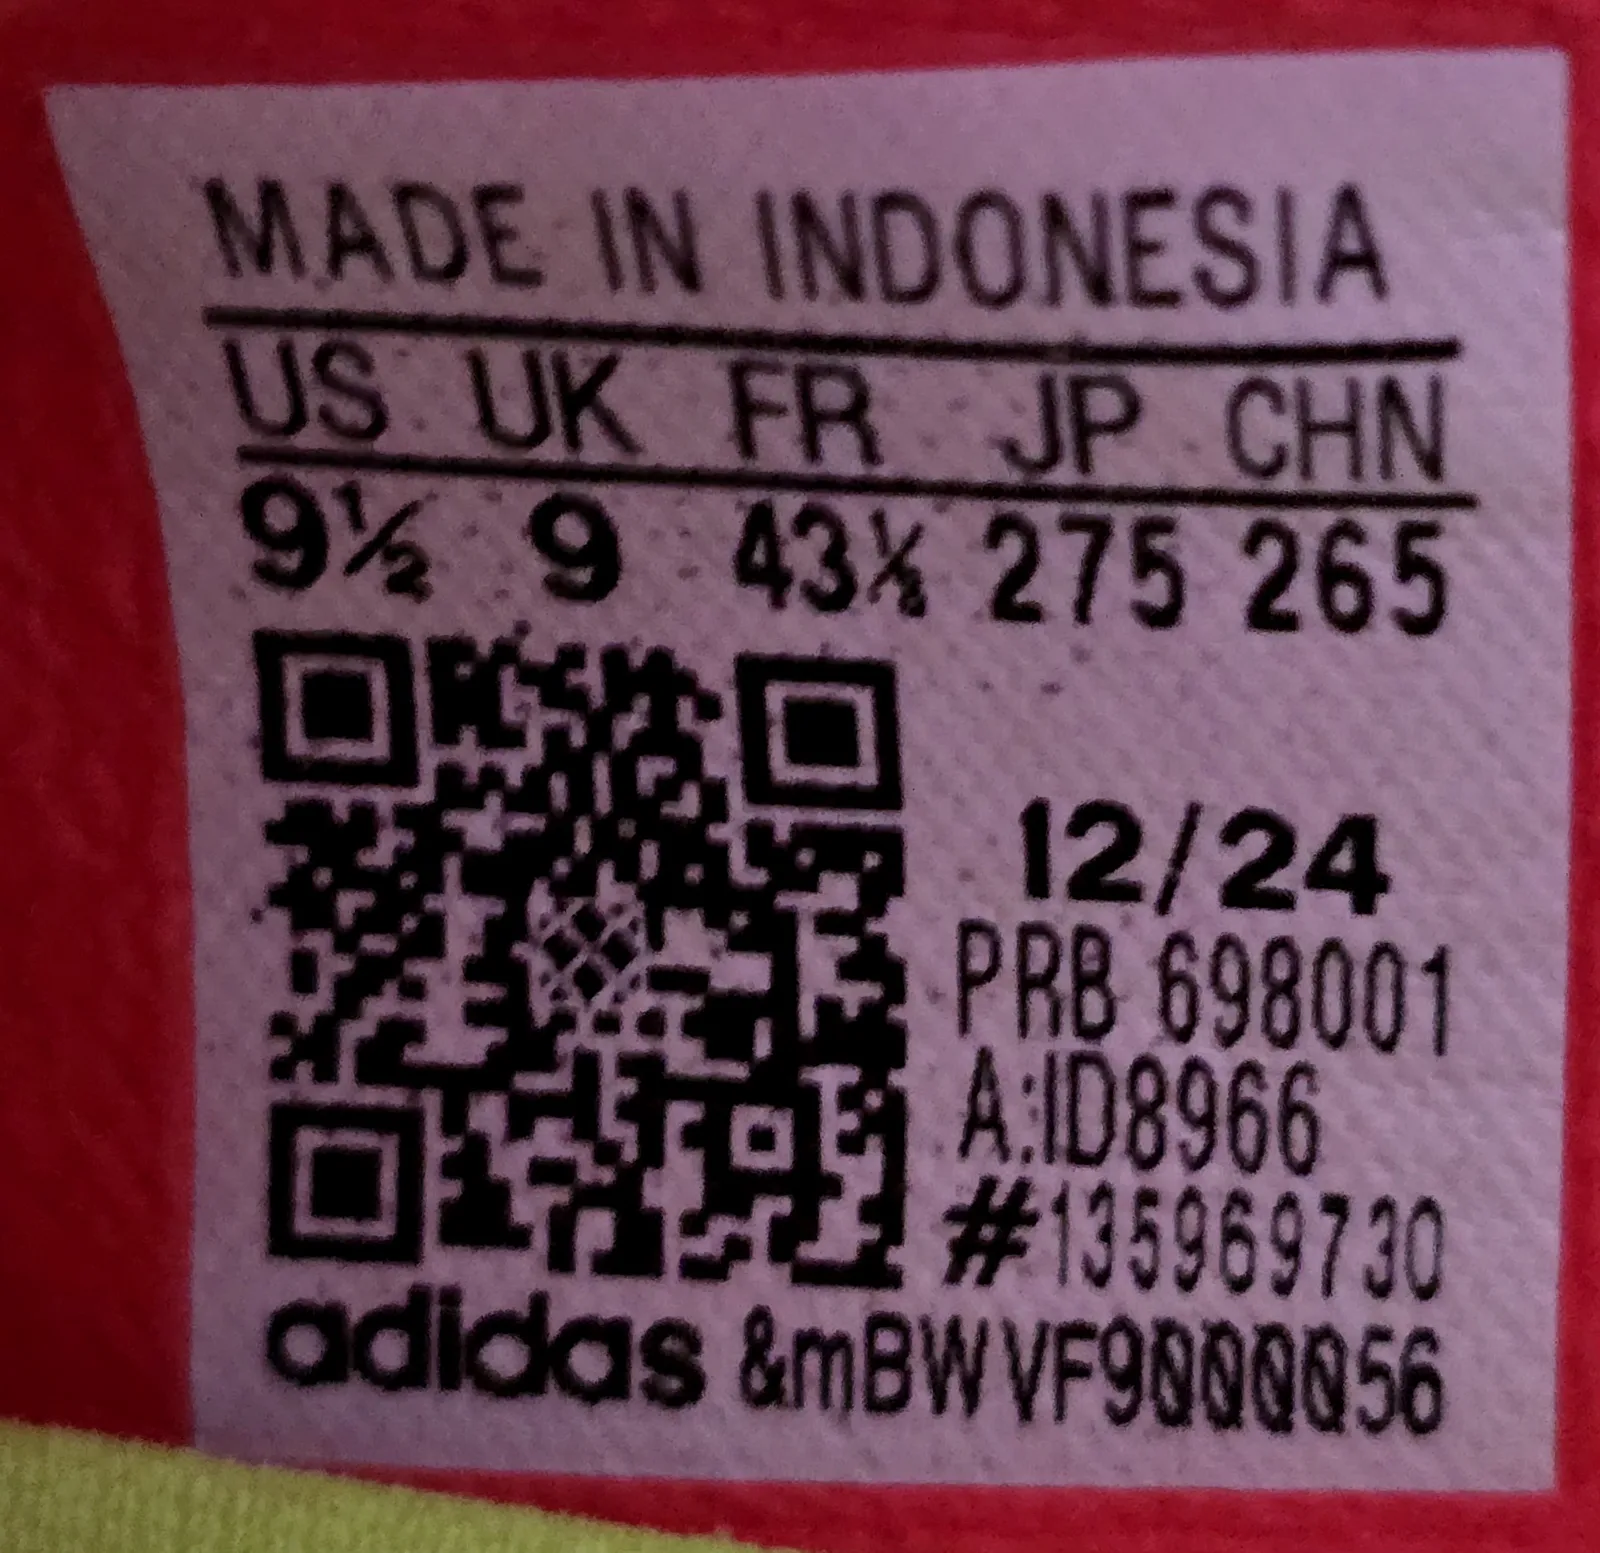 MADE IN INDONESIA
US UK FR JP CHN
9½ 9 43⅓ 275 265
12/24
PRB 698001
A:ID8966
#135969730
adidas &mBWVF9000056